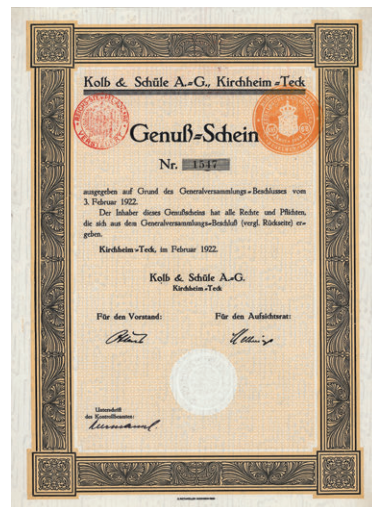 Kolb & Schüle A.=G., Kirchheim=Teck
Genuß=Schein
Nr. 1547
ausgegeben auf Grund des Generalversammlungs=Beschlusses vom
3. Februar 1922.
Der Inhaber dieses Genußscheins hat alle Rechte und Pflichten,
die sich aus dem Generalversammlungs=Beschluß (vergl. Rückseite) er=
geben.
Kirchheim=Teck, im Februar 1922.
Kolb & Schüle A.=G.
Kirchheim=Teck
Für den Vorstand: Für den Aufsichtsrat:
Unterschrift
des Kontrollbeamten: